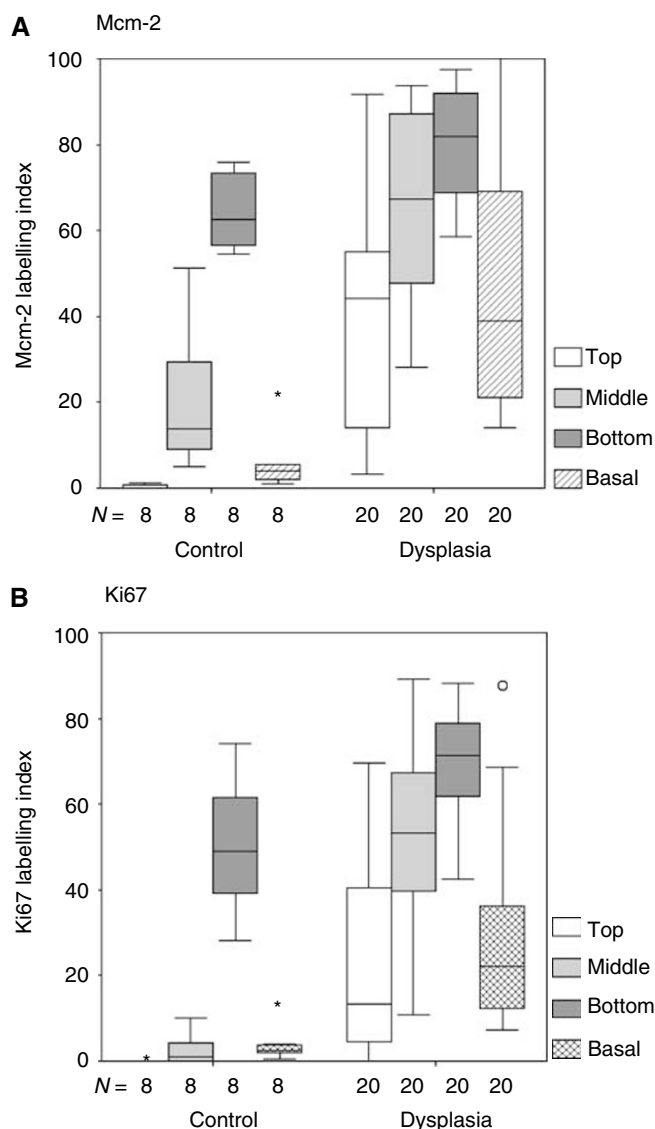 A Mcm-2
100
80
60
40
20
0
Mcm-2 labelling index
Top
Middle
Bottom
Basal
*
N = 8 8 8 8 20 20 20 20
Control Dysplasia
B Ki67
100
80
60
40
20
0
Ki67 labelling index
Top
Middle
Bottom
Basal
* *
N = 8 8 8 8 20 20 20 20
Control Dysplasia